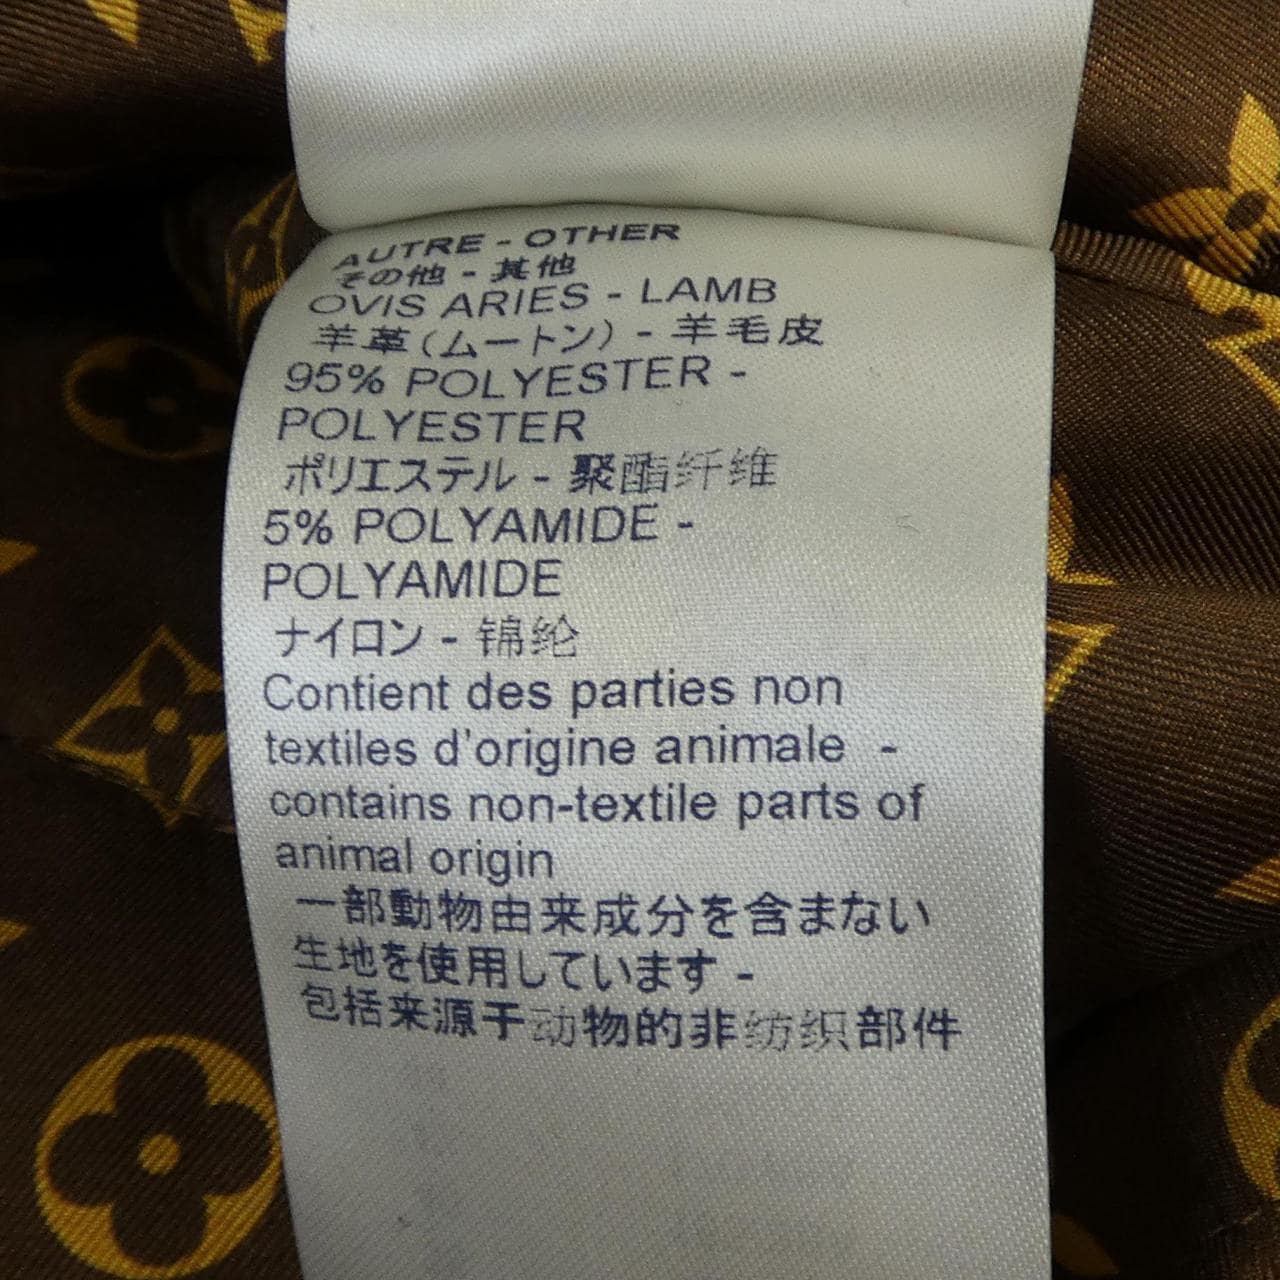 AUTRE - OTHER
その他 - 其他
OVIS ARIES - LAMB
羊革(ムートン) - 羊毛皮
95% POLYESTER -
POLYESTER
ポリエステル - 聚酯纤维
5% POLYAMIDE -
POLYAMIDE
ナイロン - 锦纶
Contient des parties non
textiles d'origine animale -
contains non-textile parts of
animal origin
一部動物由来成分を含まない
生地を使用しています -
包括来源于动物的非纺织部件